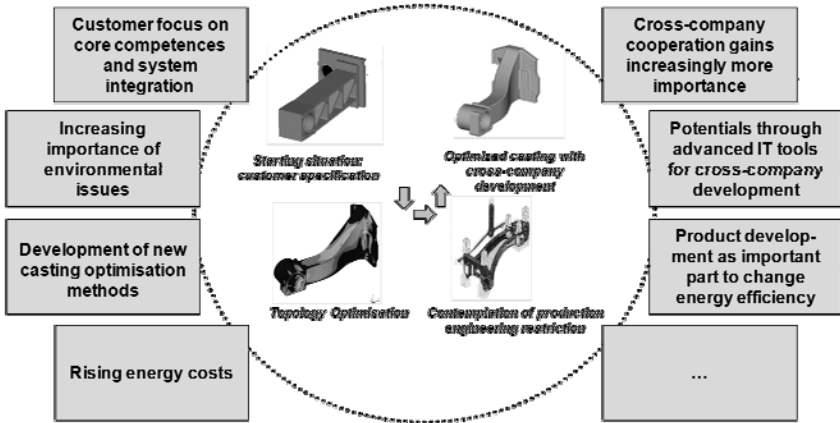 Customer focus on
core competences
and system
integration
Increasing
importance of
environmental
issues
Development of new
casting optimisation
methods
Rising energy costs
Starting situation:
customer specification
Optimized casting with
cross-company
development
Topology Optimisation
Contemplation of production
engineering restriction
Cross-company
cooperation gains
increasingly more
importance
Potentials through
advanced IT tools
for cross-company
development
Product develop-
ment as important
part to change
energy efficiency
...